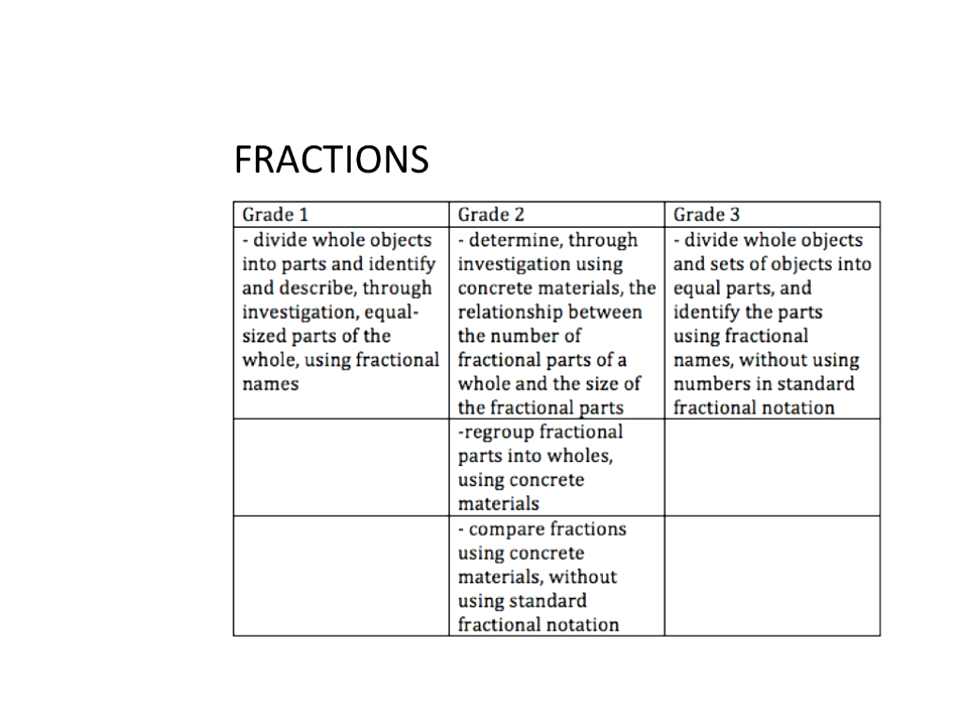 FRACTIONS
Grade 1
Grade 2
Grade 3
- divide whole objects
into parts and identify
and describe, through
investigation, equal-
sized parts of the
whole, using fractional
names
- determine, through
investigation using
concrete materials, the
relationship between
the number of
fractional parts of a
whole and the size of
the fractional parts
- divide whole objects
and sets of objects into
equal parts, and
identify the parts
using fractional
names, without using
numbers in standard
fractional notation
-regroup fractional
parts into wholes,
using concrete
materials
- compare fractions
using concrete
materials, without
using standard
fractional notation